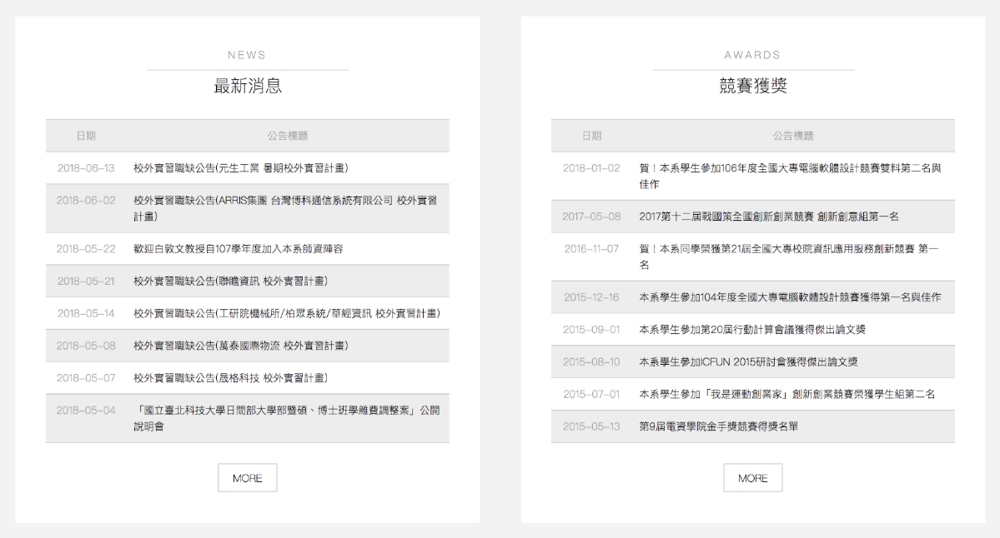 NEWS
最新消息
日期 公告標題
2018-06-13 校外實習職缺公告(元生工業 暑期校外實習計畫)
2018-06-02 校外實習職缺公告(ARRIS集團 台灣博科通信系統有限公司 校外實習
計畫)
2018-05-22 歡迎白敦文教授自107學年度加入本系師資陣容
2018-05-21 校外實習職缺公告(聯瞻資訊 校外實習計畫)
2018-05-14 校外實習職缺公告(工研院機械所/柏眾系統/華經資訊 校外實習計畫)
2018-05-08 校外實習職缺公告(萬泰國際物流 校外實習計畫)
2018-05-07 校外實習職缺公告(晟格科技 校外實習計畫)
2018-05-04 「國立臺北科技大學日間部大學部暨碩、博士班學雜費調整案」公開
說明會
MORE
AWARDS
競賽獲獎
日期 公告標題
2018-01-02 賀！本系學生參加106年度全國大專電腦軟體設計競賽雙料第二名與
佳作
2017-05-08 2017第十二屆戰國策全國創新創業競賽 創新創意組第一名
2016-11-07 賀！本系同學榮獲第21屆全國大專校院資訊應用服務創新競賽 第一
名
2015-12-16 本系學生參加104年度全國大專電腦軟體設計競賽獲得第一名與佳作
2015-09-01 本系學生參加第20屆行動計算會議獲得傑出論文獎
2015-08-10 本系學生參加ICFUN 2015研討會獲得傑出論文獎
2015-07-01 本系學生參加「我是運動創業家」創新創業競賽榮獲學生組第二名
2015-05-13 第9屆電資學院金手獎競賽得獎名單
MORE